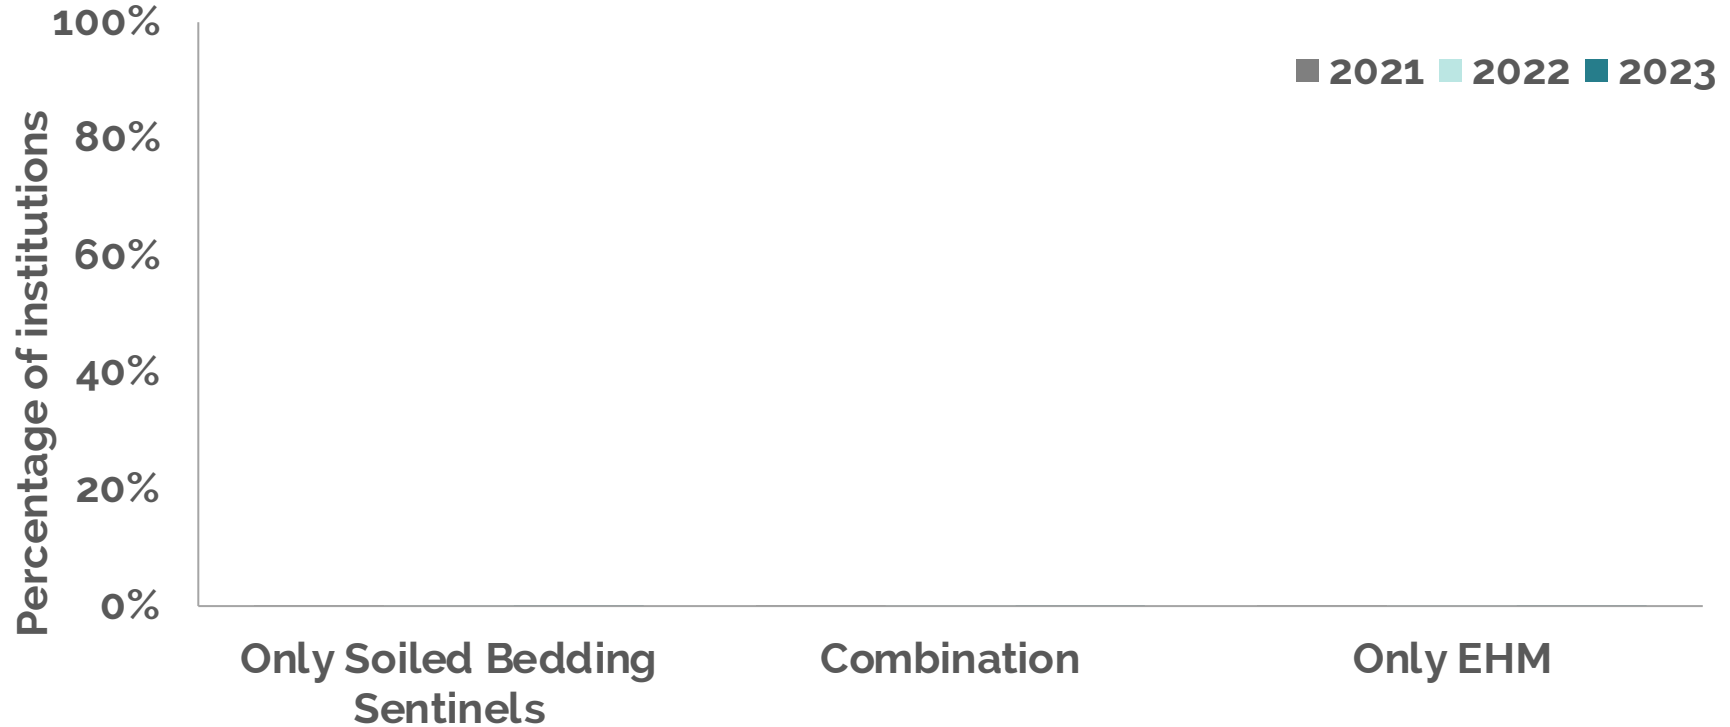 100%
80%
60%
40%
20%
0%
Percentage of institutions
2021 2022 2023
Only Soiled Bedding
Sentinels
Combination
Only EHM